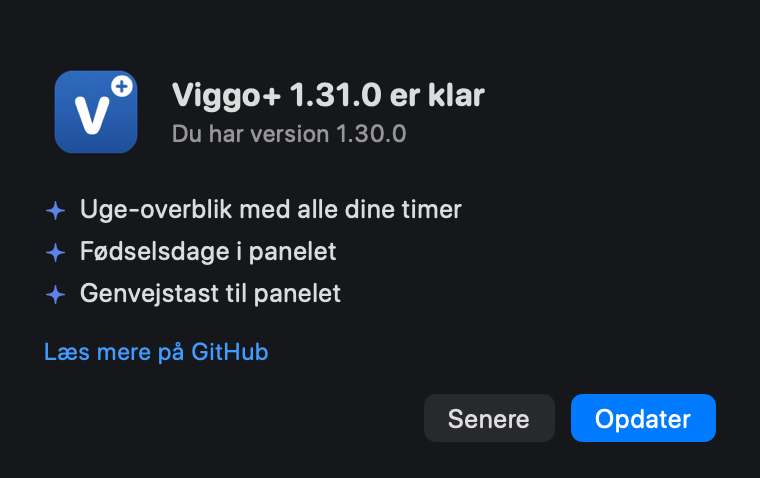 V+
Viggo+ 1.31.0 er klar
Du har version 1.30.0
Uge-overblik med alle dine timer
Fødselsdage i panelet
Genvejstast til panelet
Læs mere på GitHub
Senere
Opdater